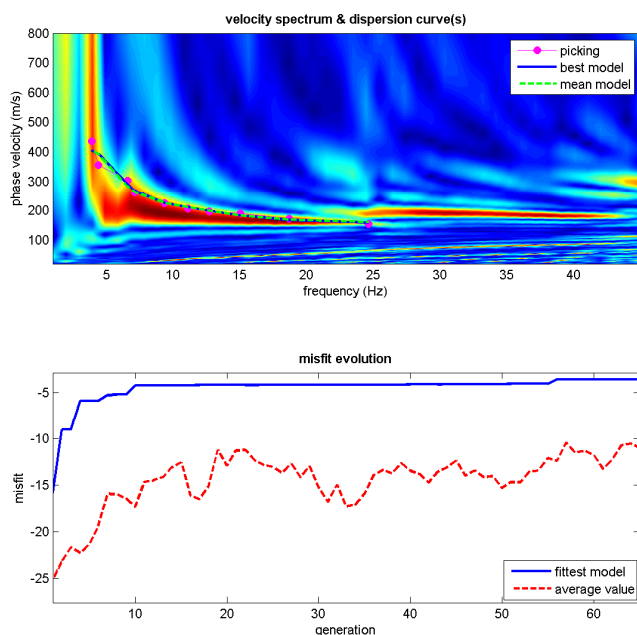 velocity spectrum & dispersion curve(s)
800
700
600
500
400
300
200
100
phase velocity (m/s)
picking
best model
mean model
5
10
15
20
25
30
35
40
frequency (Hz)
misfit evolution
-5
-10
-15
-20
-25
misfit
fittest model
average value
10
20
30
40
50
60
generation